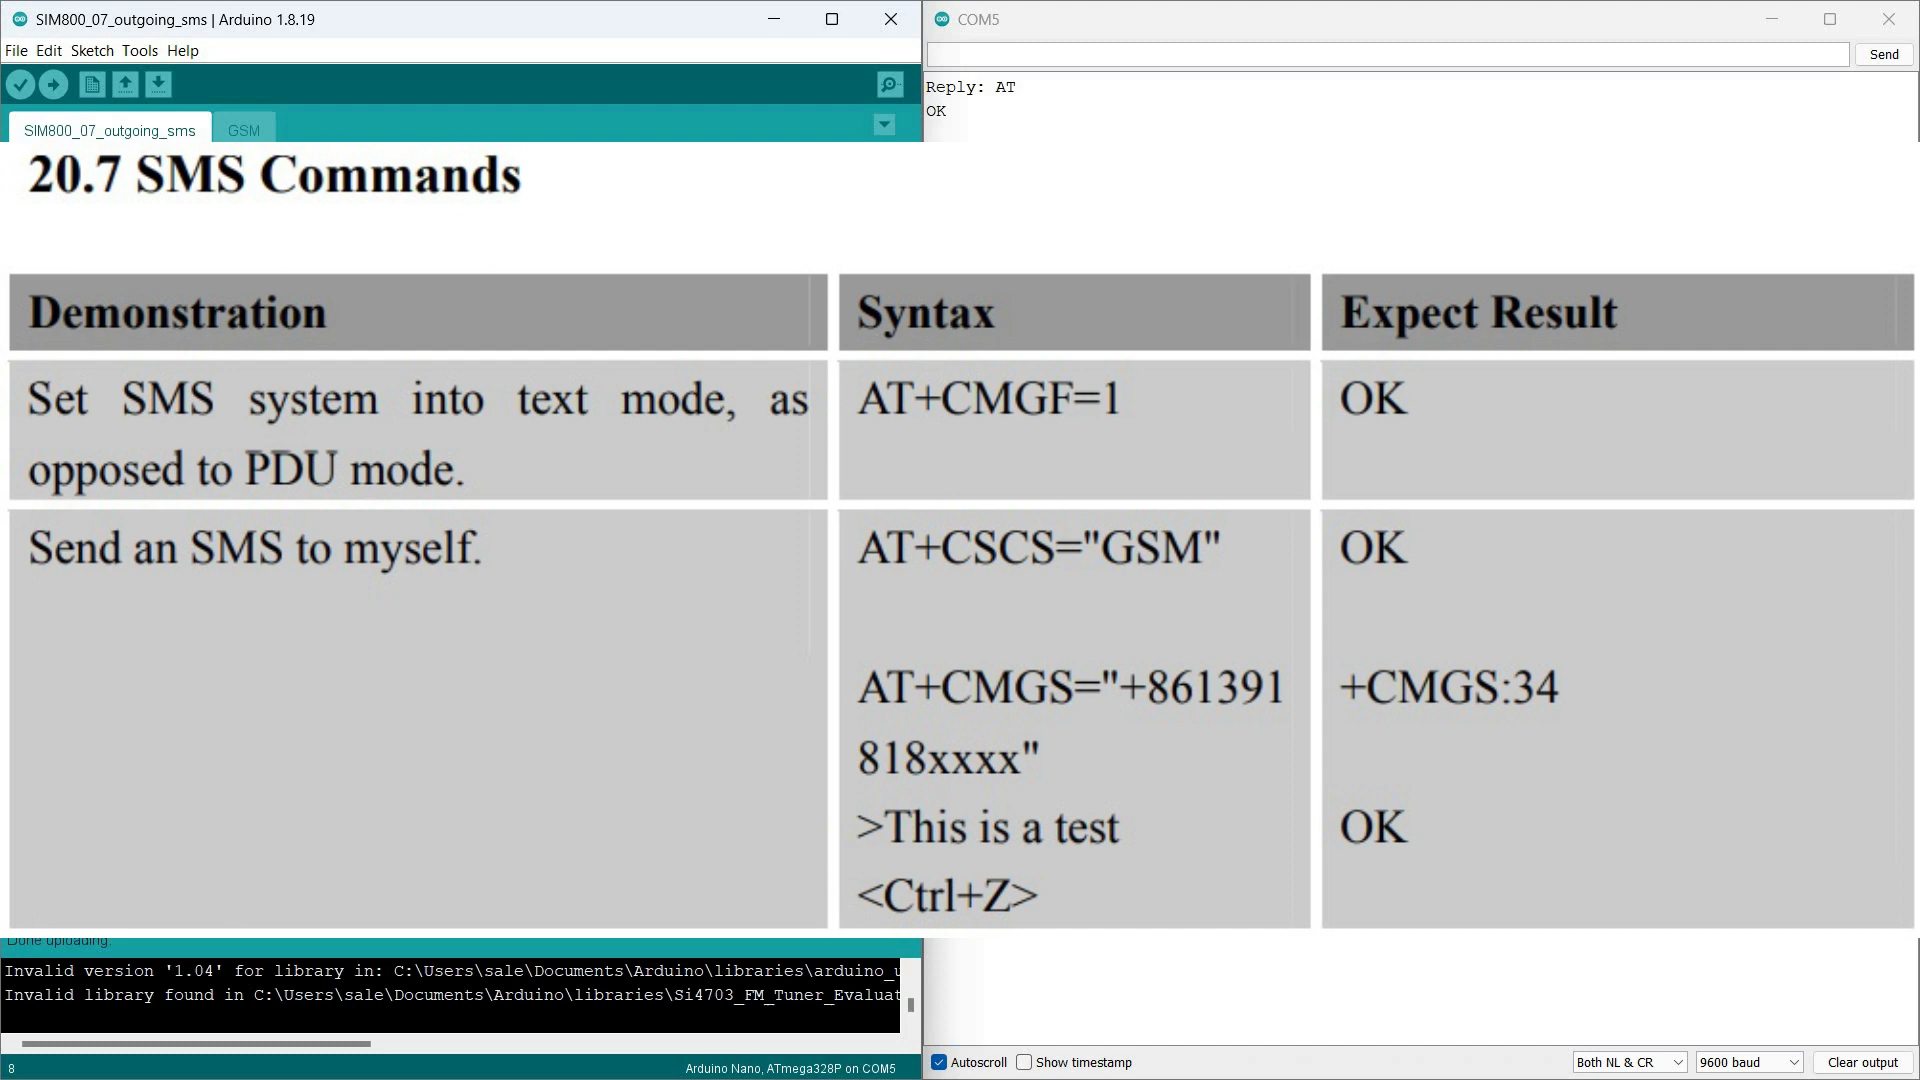 SIM800_07_outgoing_sms | Arduino 1.8.19
File Edit Sketch Tools Help
SIM800_07_outgoing_sms GSM
COM5
Send
Reply: AT
OK
20.7 SMS Commands
Demonstration Syntax Expect Result
Set SMS system into text mode, as AT+CMGF=1 OK
opposed to PDU mode.
Send an SMS to myself. AT+CSCS="GSM" OK
AT+CMGS="+861391 +CMGS:34
818xxxx"
>This is a test OK
<Ctrl+Z>
Done uploading.
Invalid version '1.04' for library in: C:\Users\sale\Documents\Arduino\libraries\arduino_u
Invalid library found in C:\Users\sale\Documents\Arduino\libraries\Si4703_FM_Tuner_Evaluat
8 Arduino Nano, ATmega328P on COM5
Autoscroll Show timestamp Both NL & CR 9600 baud Clear output